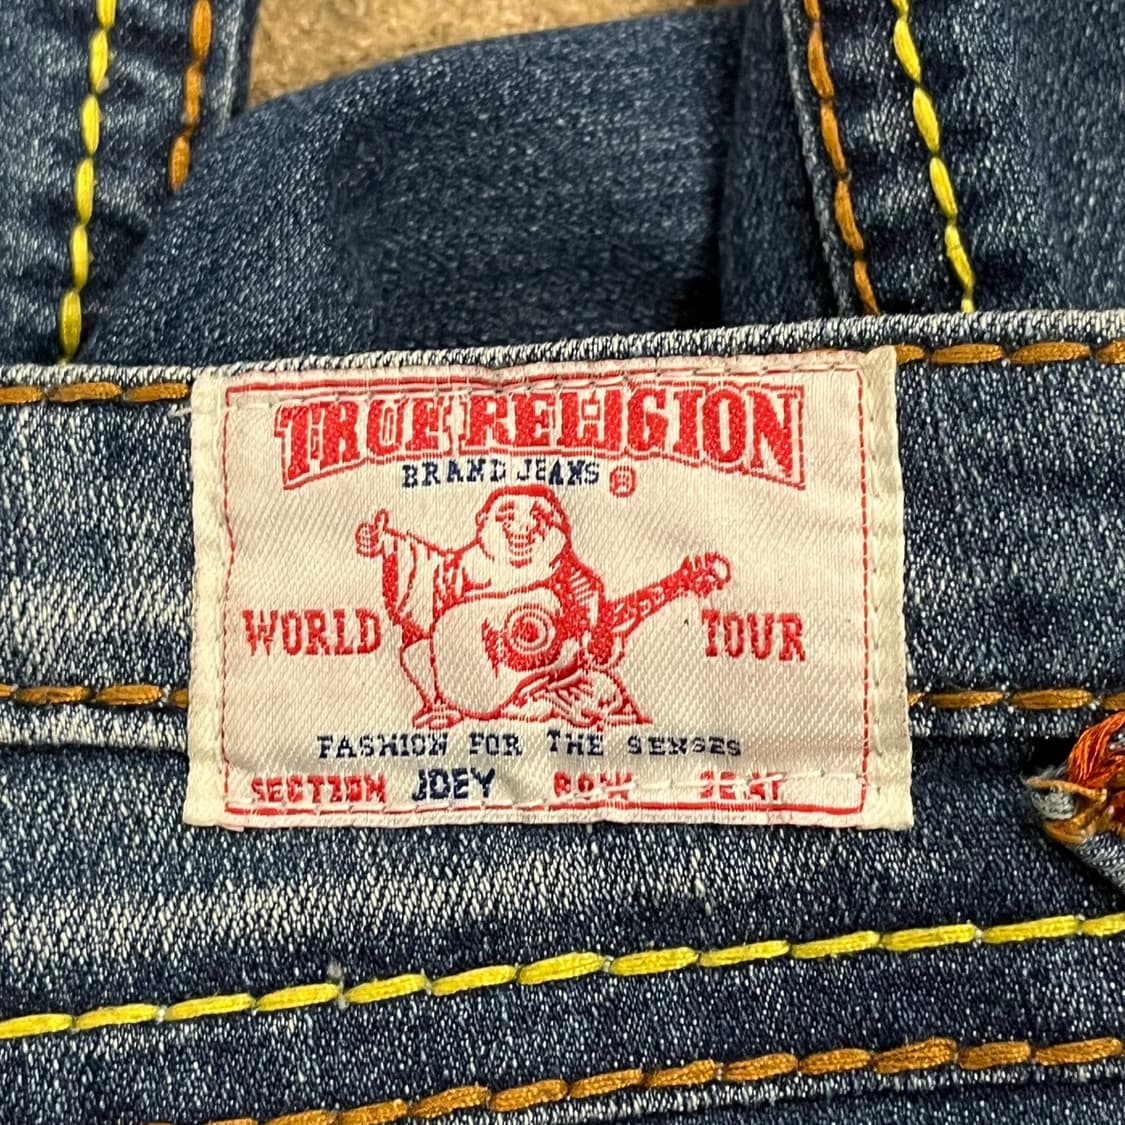 TRUE RELIGION
BRAND JEANS ®
WORLD TOUR
FASHION FOR THE SENSES
SECTION JOEY ROW SEAT